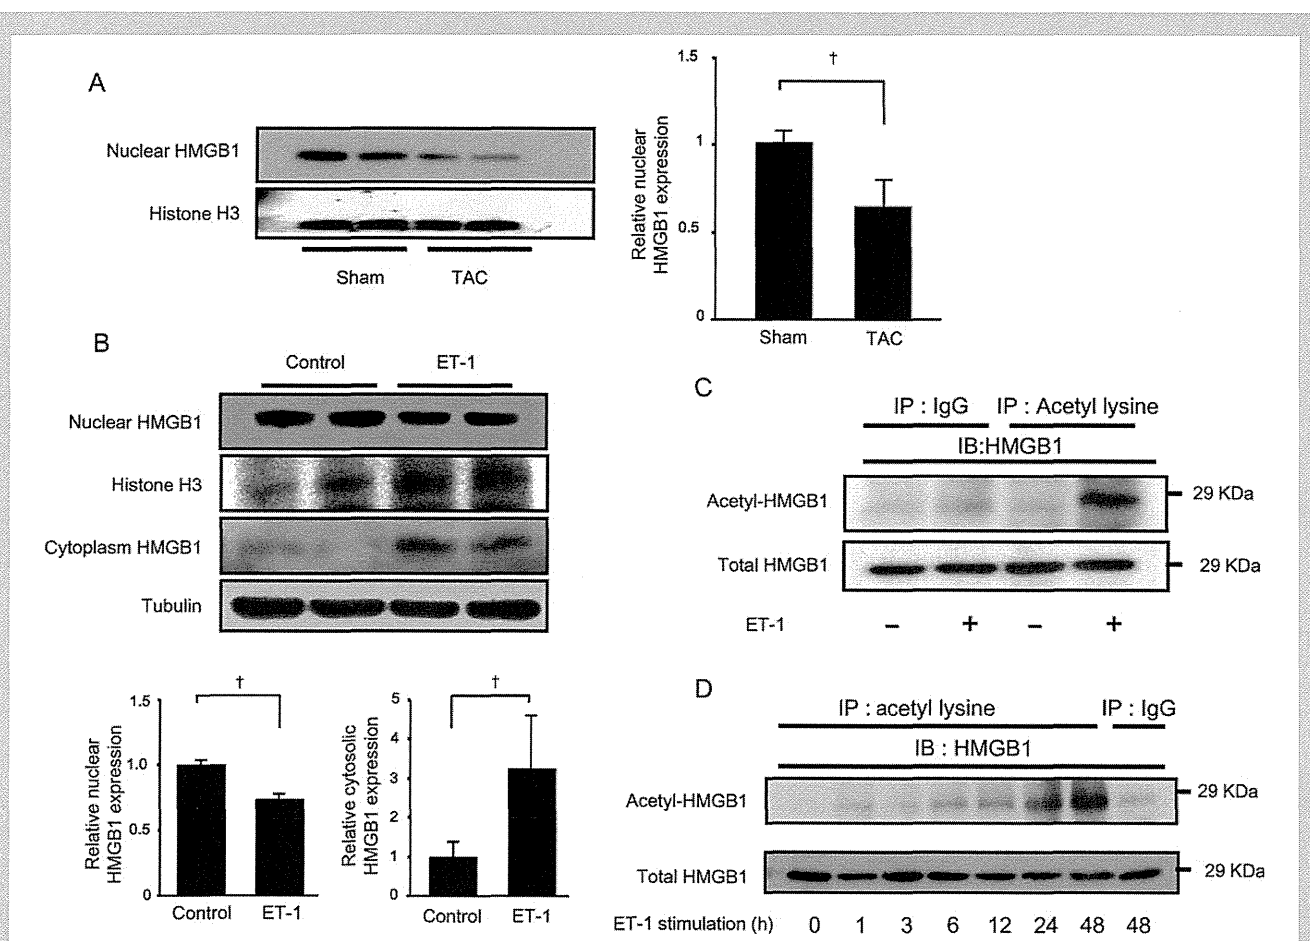 A
Nuclear HMGB1
Histone H3
Sham TAC
Relative nuclear
HMGB1 expression
1.5
1
0.5
0
†
Sham TAC
B
Control ET-1
Nuclear HMGB1
Histone H3
Cytoplasm HMGB1
Tubulin
Relative nuclear
HMGB1 expression
1.5
1.0
0.5
0
†
Control ET-1
Relative cytosolic
HMGB1 expression
5
4
3
2
1
0
†
Control ET-1
C
IP : IgG IP : Acetyl lysine
IB:HMGB1
Acetyl-HMGB1 29 KDa
Total HMGB1 29 KDa
ET-1 − + − +
D
IP : acetyl lysine IP : IgG
IB : HMGB1
Acetyl-HMGB1 29 KDa
Total HMGB1 29 KDa
ET-1 stimulation (h) 0 1 3 6 12 24 48 48